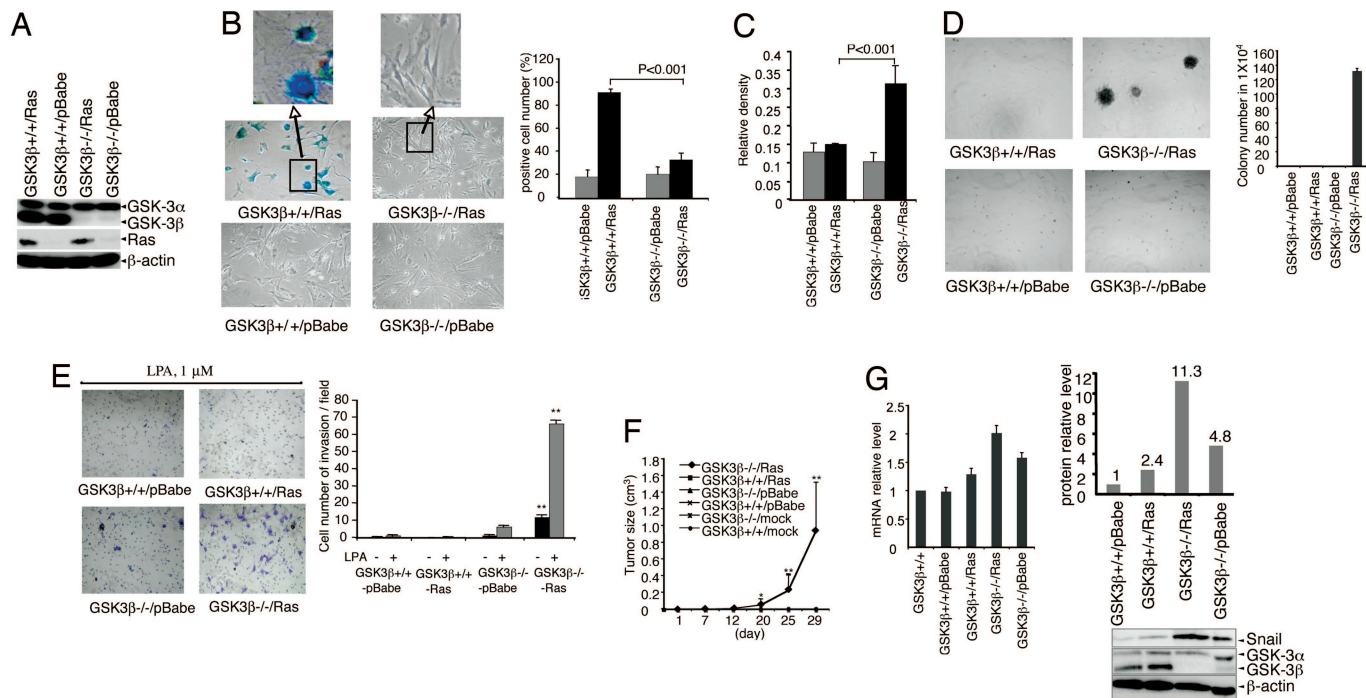 A
GSK3β+/+/Ras
GSK3β+/+/pBabe
GSK3β-/-/Ras
GSK3β-/-/pBabe
GSK-3α
GSK-3β
Ras
β-actin
B
GSK3β+/+/Ras
GSK3β-/-/Ras
GSK3β+/+/pBabe
GSK3β-/-/pBabe
positive cell number (%)
120
100
80
60
40
20
0
P<0.001
GSK3β+/+/pBabe
GSK3β+/+/Ras
GSK3β-/-/pBabe
GSK3β-/-/Ras
C
Relative density
0.4
0.35
0.3
0.25
0.2
0.15
0.1
0.05
P<0.001
GSK3β+/+/pBabe
GSK3β+/+/Ras
GSK3β-/-/pBabe
GSK3β-/-/Ras
D
GSK3β+/+/Ras
GSK3β-/-/Ras
GSK3β+/+/pBabe
GSK3β-/-/pBabe
Colony number in 1X10⁴
160
140
120
100
80
60
40
20
0
GSK3β+/+/pBabe
GSK3β+/+/Ras
GSK3β-/-/pBabe
GSK3β-/-/Ras
E
LPA, 1 μM
GSK3β+/+/pBabe
GSK3β+/+/Ras
GSK3β-/-/pBabe
GSK3β-/-/Ras
Cell number of invasion / field
80
70
60
50
40
30
20
10
0
**
**
LPA - + - + - + - +
GSK3β+/+ GSK3β+/+ GSK3β-/- GSK3β-/-
-pBabe -Ras -pBabe -Ras
F
Tumor size (cm³)
1.8
1.6
1.4
1.2
1.0
0.8
0.6
0.4
0.2
0
GSK3β-/-/Ras
GSK3β+/+/Ras
GSK3β-/-/pBabe
GSK3β+/+/pBabe
GSK3β-/-/mock
GSK3β+/+/mock
*
**
**
1 7 12 20 25 29
(day)
G
mRNA relative level
2.5
2
1.5
1
0.5
0
GSK3β+/+
GSK3β+/+/pBabe
GSK3β+/+/Ras
GSK3β-/-/Ras
GSK3β-/-/pBabe
protein relative level
12
10
8
6
4
2
0
1
2.4
11.3
4.8
GSK3β+/+/pBabe
GSK3β+/+/Ras
GSK3β-/-/Ras
GSK3β-/-/pBabe
Snail
GSK-3α
GSK-3β
β-actin